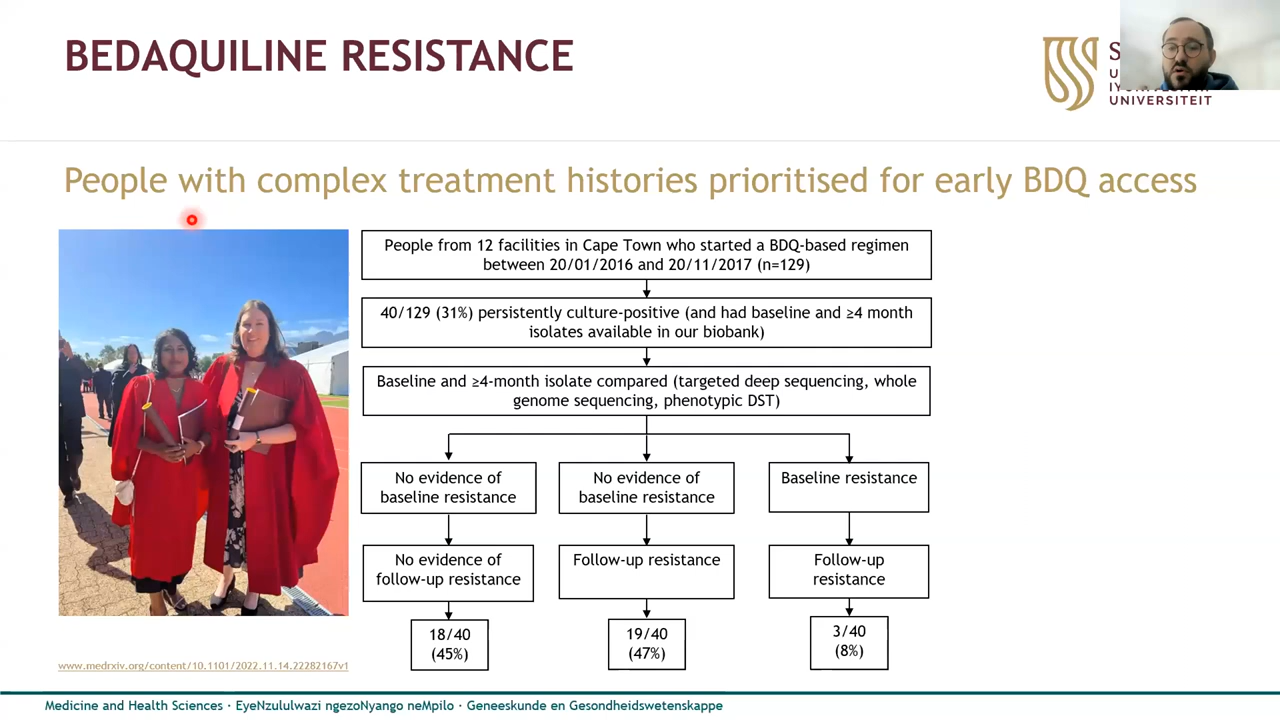 BEDAQUILINE RESISTANCE
UNIVERSITEIT
People with complex treatment histories prioritised for early BDQ access
People from 12 facilities in Cape Town who started a BDQ-based regimen
between 20/01/2016 and 20/11/2017 (n=129)
40/129 (31%) persistently culture-positive (and had baseline and ≥4 month
isolates available in our biobank)
Baseline and ≥4-month isolate compared (targeted deep sequencing, whole
genome sequencing, phenotypic DST)
No evidence of
baseline resistance
No evidence of
baseline resistance
Baseline resistance
No evidence of
follow-up resistance
Follow-up resistance
Follow-up
resistance
18/40
(45%)
19/40
(47%)
3/40
(8%)
www.medrxiv.org/content/10.1101/2022.11.14.22282167v1
Medicine and Health Sciences · EyeNzululwazi ngezoNyango neMpilo · Geneeskunde en Gesondheidswetenskappe